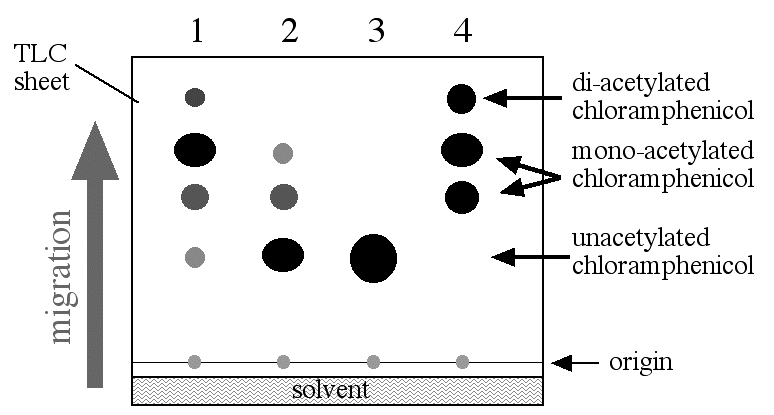 1 2 3 4
TLC
sheet
di-acetylated
chloramphenicol
mono-acetylated
chloramphenicol
unacetylated
chloramphenicol
migration
origin
solvent